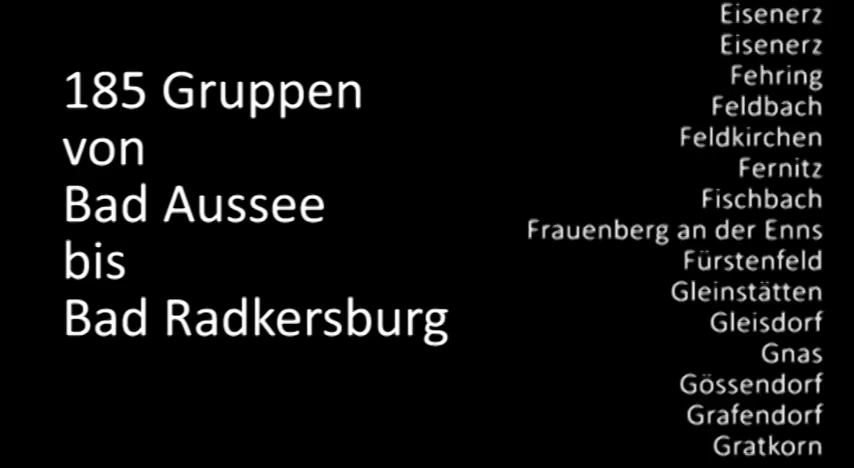 185 Gruppen
von
Bad Aussee
bis
Bad Radkersburg
Eisenerz
Eisenerz
Fehring
Feldbach
Feldkirchen
Fernitz
Fischbach
Frauenberg an der Enns
Fürstenfeld
Gleinstätten
Gleisdorf
Gnas
Gössendorf
Grafendorf
Gratkorn